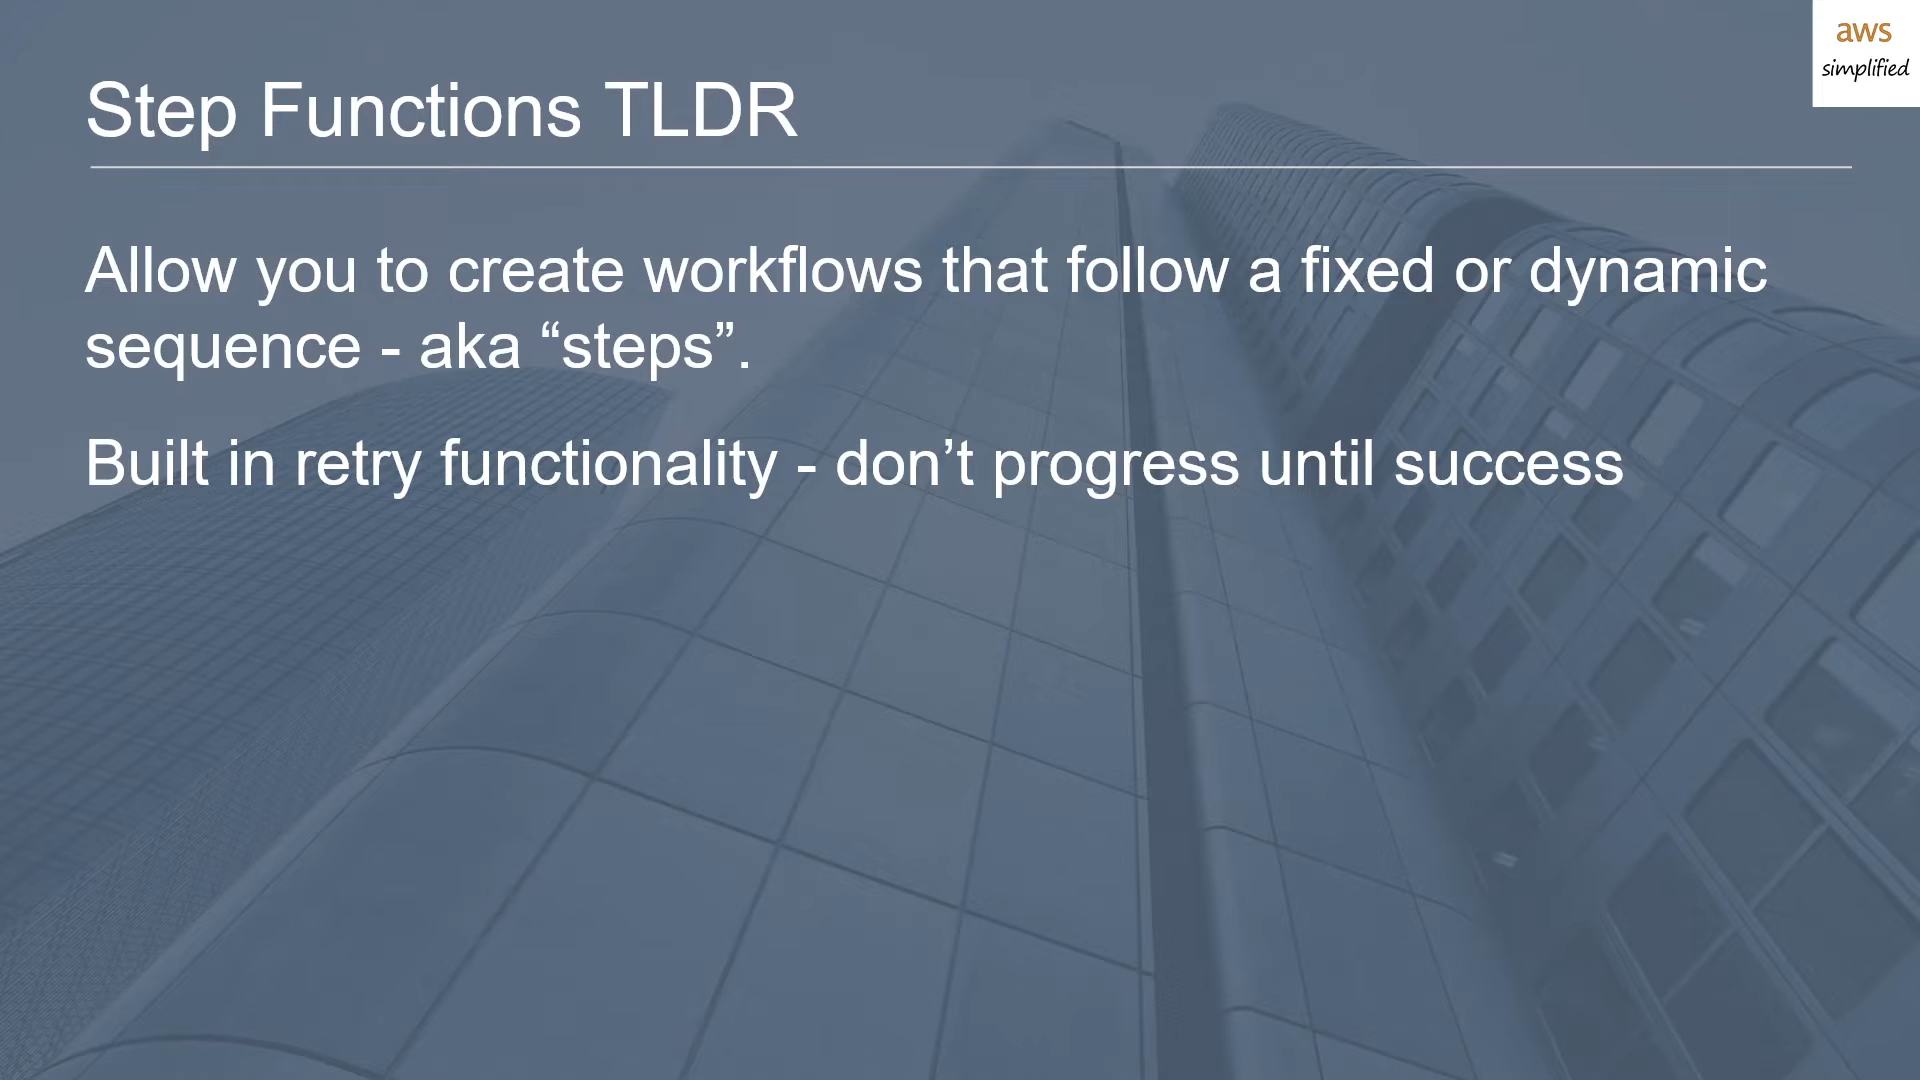 aws
simplified
Step Functions TLDR
Allow you to create workflows that follow a fixed or dynamic
sequence - aka “steps”.
Built in retry functionality - don’t progress until success